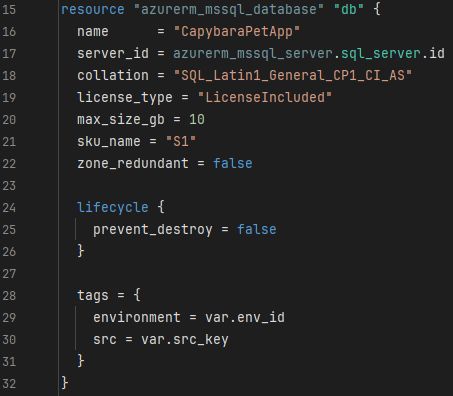 15 resource "azurerm_mssql_database" "db" {
16   name      = "CapybaraPetApp"
17   server_id = azurerm_mssql_server.sql_server.id
18   collation = "SQL_Latin1_General_CP1_CI_AS"
19   license_type = "LicenseIncluded"
20   max_size_gb = 10
21   sku_name = "S1"
22   zone_redundant = false
23
24   lifecycle {
25     prevent_destroy = false
26   }
27
28   tags = {
29     environment = var.env_id
30     src = var.src_key
31   }
32 }